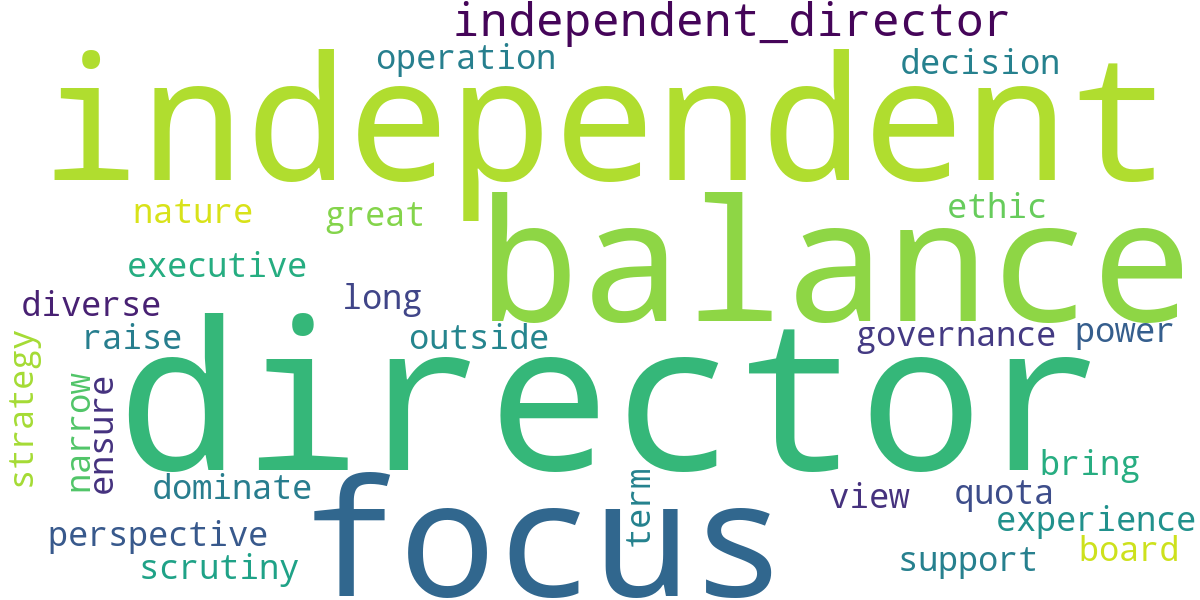 independent_director
operation
decision
independent
nature
great
ethic
balance
executive
diverse
long
raise
outside
governance
power
director
strategy
narrow
ensure
dominate
focus
term
bring
view
quota
experience
perspective
scrutiny
support
board